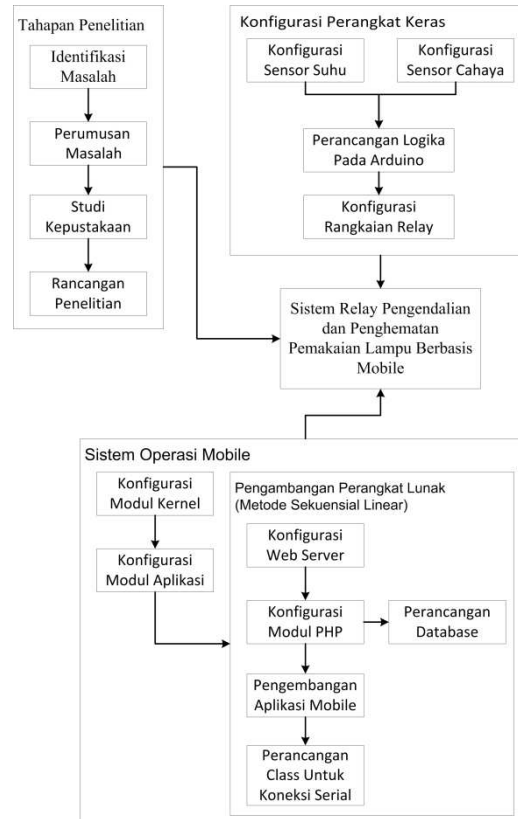 Tahapan Penelitian
Identifikasi
Masalah
Perumusan
Masalah
Studi
Kepustakaan
Rancangan
Penelitian
Konfigurasi Perangkat Keras
Konfigurasi
Sensor Suhu
Konfigurasi
Sensor Cahaya
Perancangan Logika
Pada Arduino
Konfigurasi
Rangkaian Relay
Sistem Relay Pengendalian
dan Penghematan
Pemakaian Lampu Berbasis
Mobile
Sistem Operasi Mobile
Konfigurasi
Modul Kernel
Konfigurasi
Modul Aplikasi
Pengambangan Perangkat Lunak
(Metode Sekuensial Linear)
Konfigurasi
Web Server
Konfigurasi
Modul PHP
Perancangan
Database
Pengembangan
Aplikasi Mobile
Perancangan
Class Untuk
Koneksi Serial